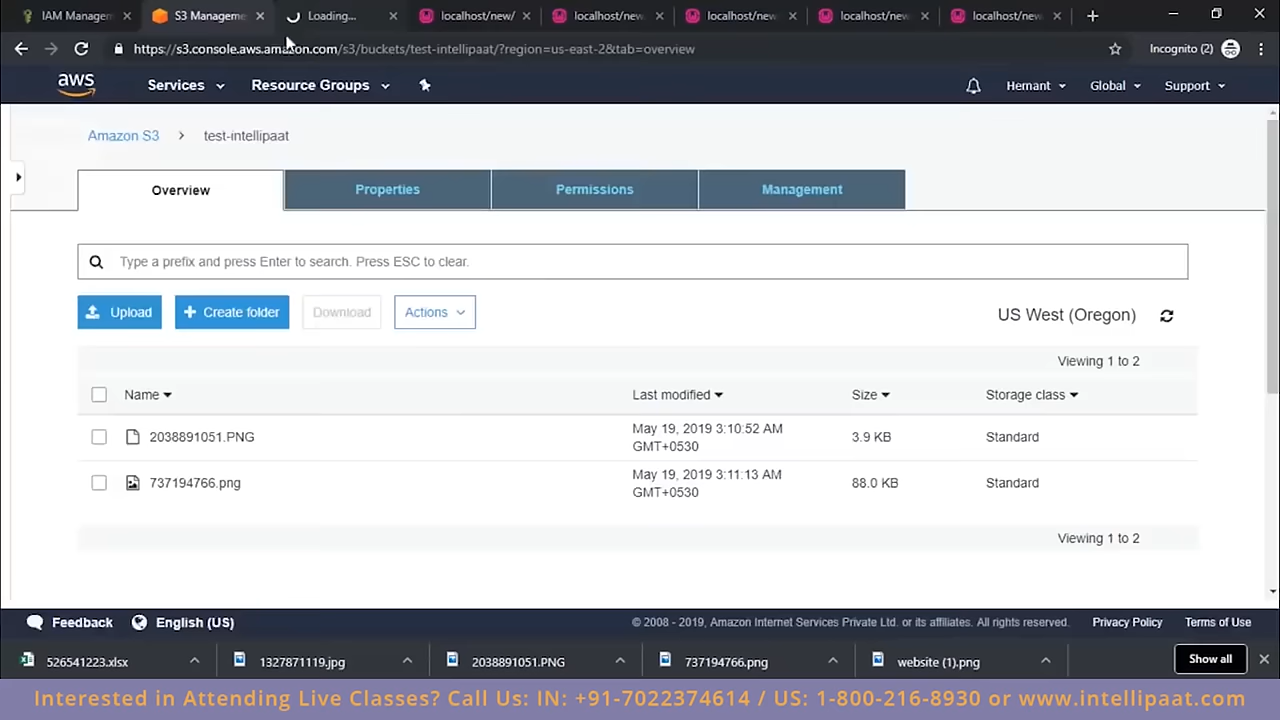 IAM Manag
S3 Manageme
Loading...
localhost/new/
localhost/new
localhost/new
localhost/new
localhost/new
https://s3.console.aws.amazon.com/s3/buckets/test-intellipaat/?region=us-east-2&tab=overview
Incognito (2)
aws
Services
Resource Groups
Hemant
Global
Support
Amazon S3 > test-intellipaat
Overview
Properties
Permissions
Management
Type a prefix and press Enter to search. Press ESC to clear.
Upload
+ Create folder
Download
Actions
US West (Oregon)
Viewing 1 to 2
Name
Last modified
Size
Storage class
2038891051.PNG
May 19, 2019 3:10:52 AM
GMT+0530
3.9 KB
Standard
737194766.png
May 19, 2019 3:11:13 AM
GMT+0530
88.0 KB
Standard
Viewing 1 to 2
Feedback
English (US)
© 2008 - 2019, Amazon Internet Services Private Ltd. or its affiliates. All rights reserved.
Privacy Policy
Terms of Use
526541223.xlsx
1327871119.jpg
2038891051.PNG
737194766.png
website (1).png
Show all
Interested in Attending Live Classes? Call Us: IN: +91-7022374614 / US: 1-800-216-8930 or www.intellipaat.com